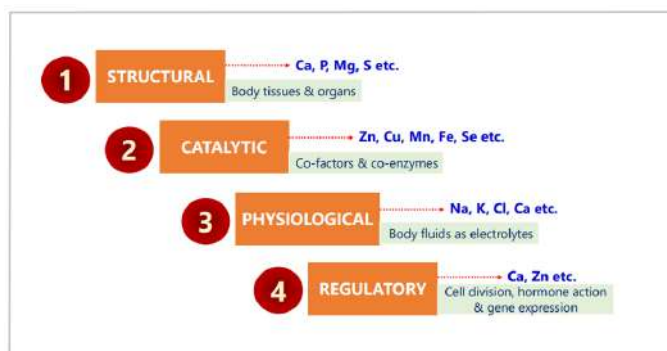 1
STRUCTURAL
Ca, P, Mg, S etc.
Body tissues & organs
2
CATALYTIC
Zn, Cu, Mn, Fe, Se etc.
Co-factors & co-enzymes
3
PHYSIOLOGICAL
Na, K, Cl, Ca etc.
Body fluids as electrolytes
4
REGULATORY
Ca, Zn etc.
Cell division, hormone action
& gene expression